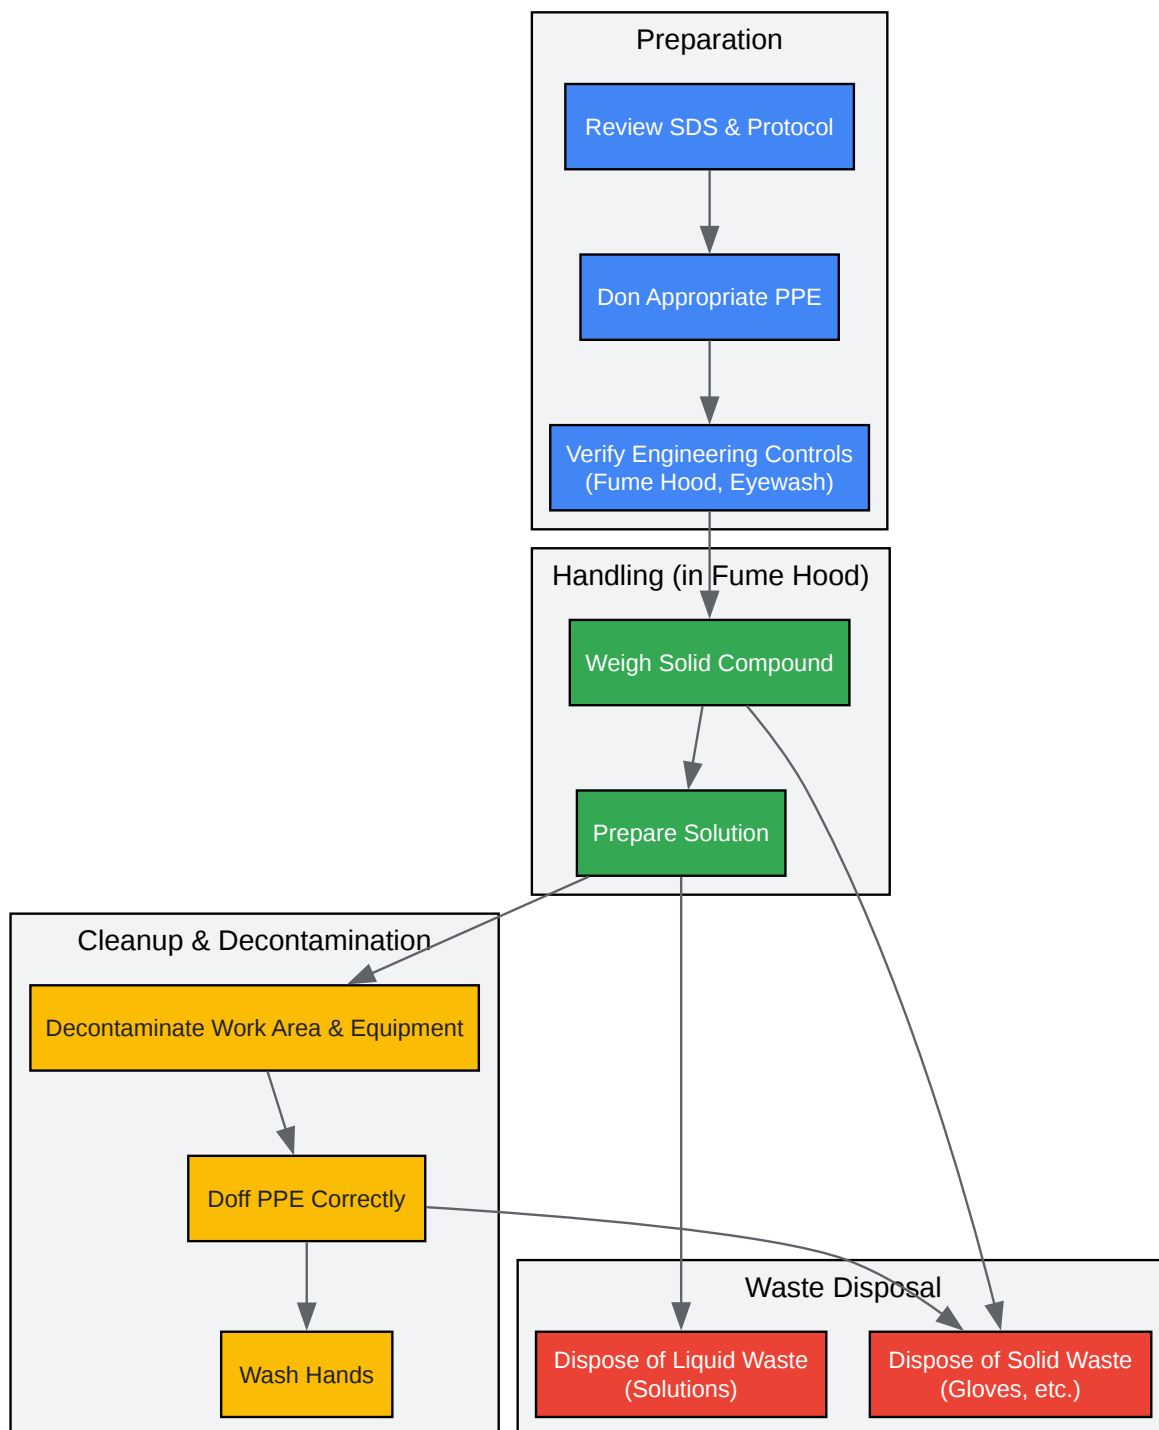 Preparation
Review SDS & Protocol
Don Appropriate PPE
Verify Engineering Controls
(Fume Hood, Eyewash)
Handling (in Fume Hood)
Weigh Solid Compound
Prepare Solution
Cleanup & Decontamination
Decontaminate Work Area & Equipment
Doff PPE Correctly
Wash Hands
Waste Disposal
Dispose of Liquid Waste
(Solutions)
Dispose of Solid Waste
(Gloves, etc.)